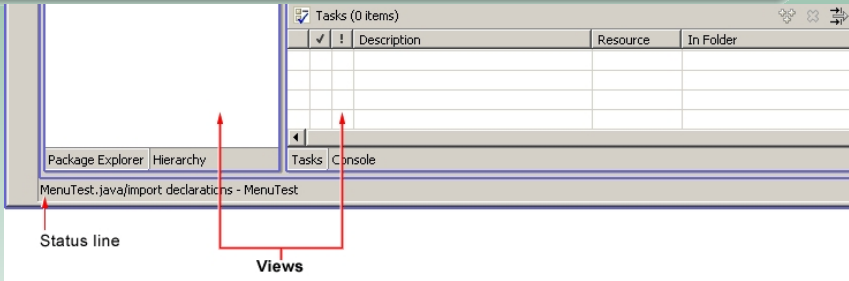 Tasks (0 items)
! Description Resource In Folder
Package Explorer Hierarchy
Tasks Console
MenuTest.java/import declarations - MenuTest
Status line
Views